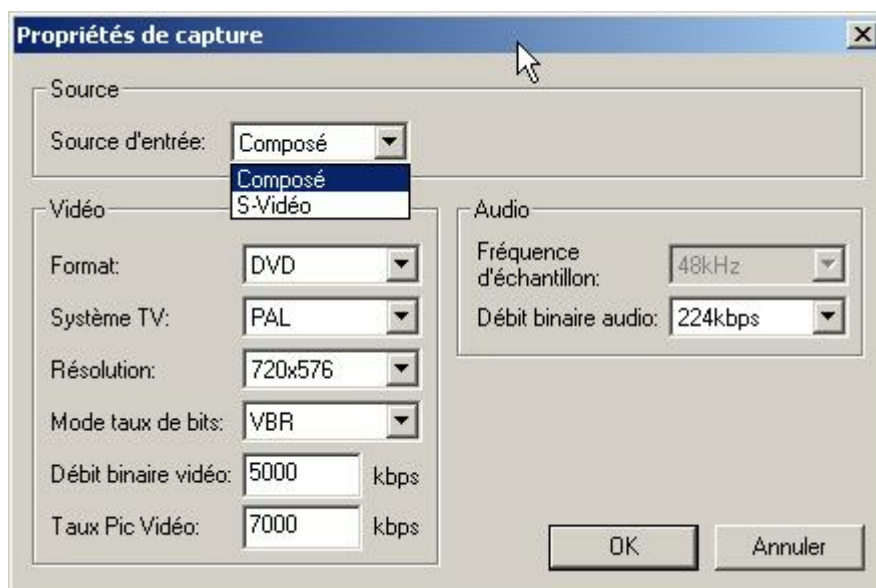 Propriétés de capture
Source
Source d'entrée: Composé
Composé
S-Vidéo
Vidéo
Format: DVD
Système TV: PAL
Résolution: 720x576
Mode taux de bits: VBR
Débit binaire vidéo: 5000 kbps
Taux Pic Vidéo: 7000 kbps
Audio
Fréquence
d'échantillon: 48kHz
Débit binaire audio: 224kbps
OK Annuler